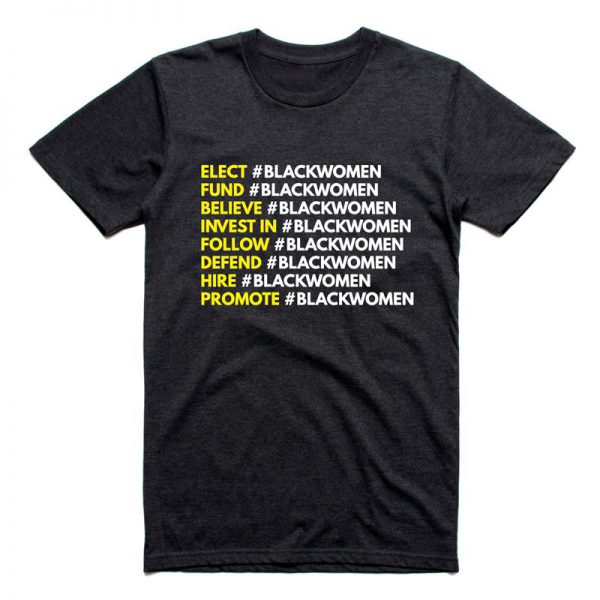 ELECT #BLACKWOMEN
FUND #BLACKWOMEN
BELIEVE #BLACKWOMEN
INVEST IN #BLACKWOMEN
FOLLOW #BLACKWOMEN
DEFEND #BLACKWOMEN
HIRE #BLACKWOMEN
PROMOTE #BLACKWOMEN